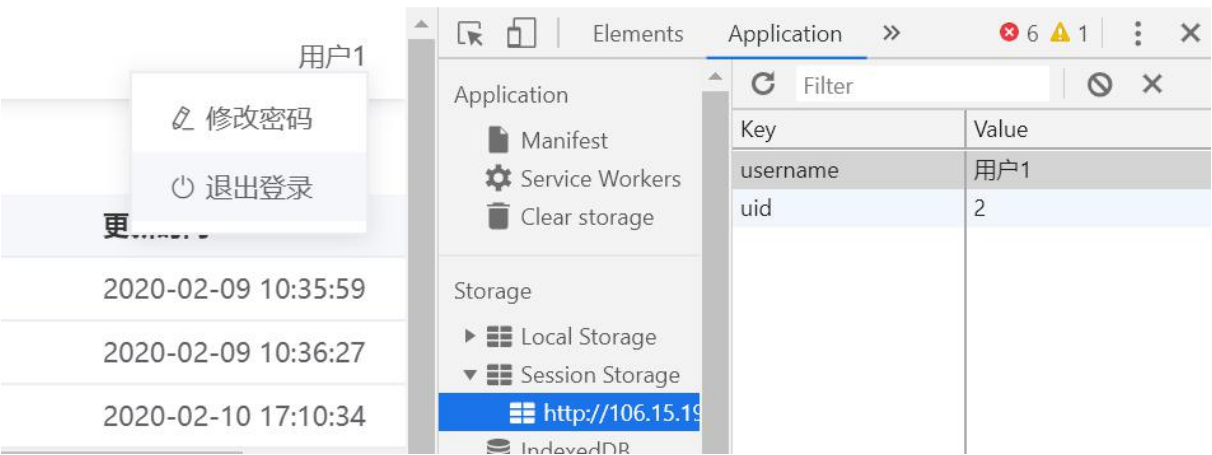 用户1
修改密码
退出登录
更
2020-02-09 10:35:59
2020-02-09 10:36:27
2020-02-10 17:10:34
Elements Application 6 1
Application
Manifest
Service Workers
Clear storage
Storage
Local Storage
Session Storage
http://106.15.19
IndexedDB
Filter
Key Value
username 用户1
uid 2